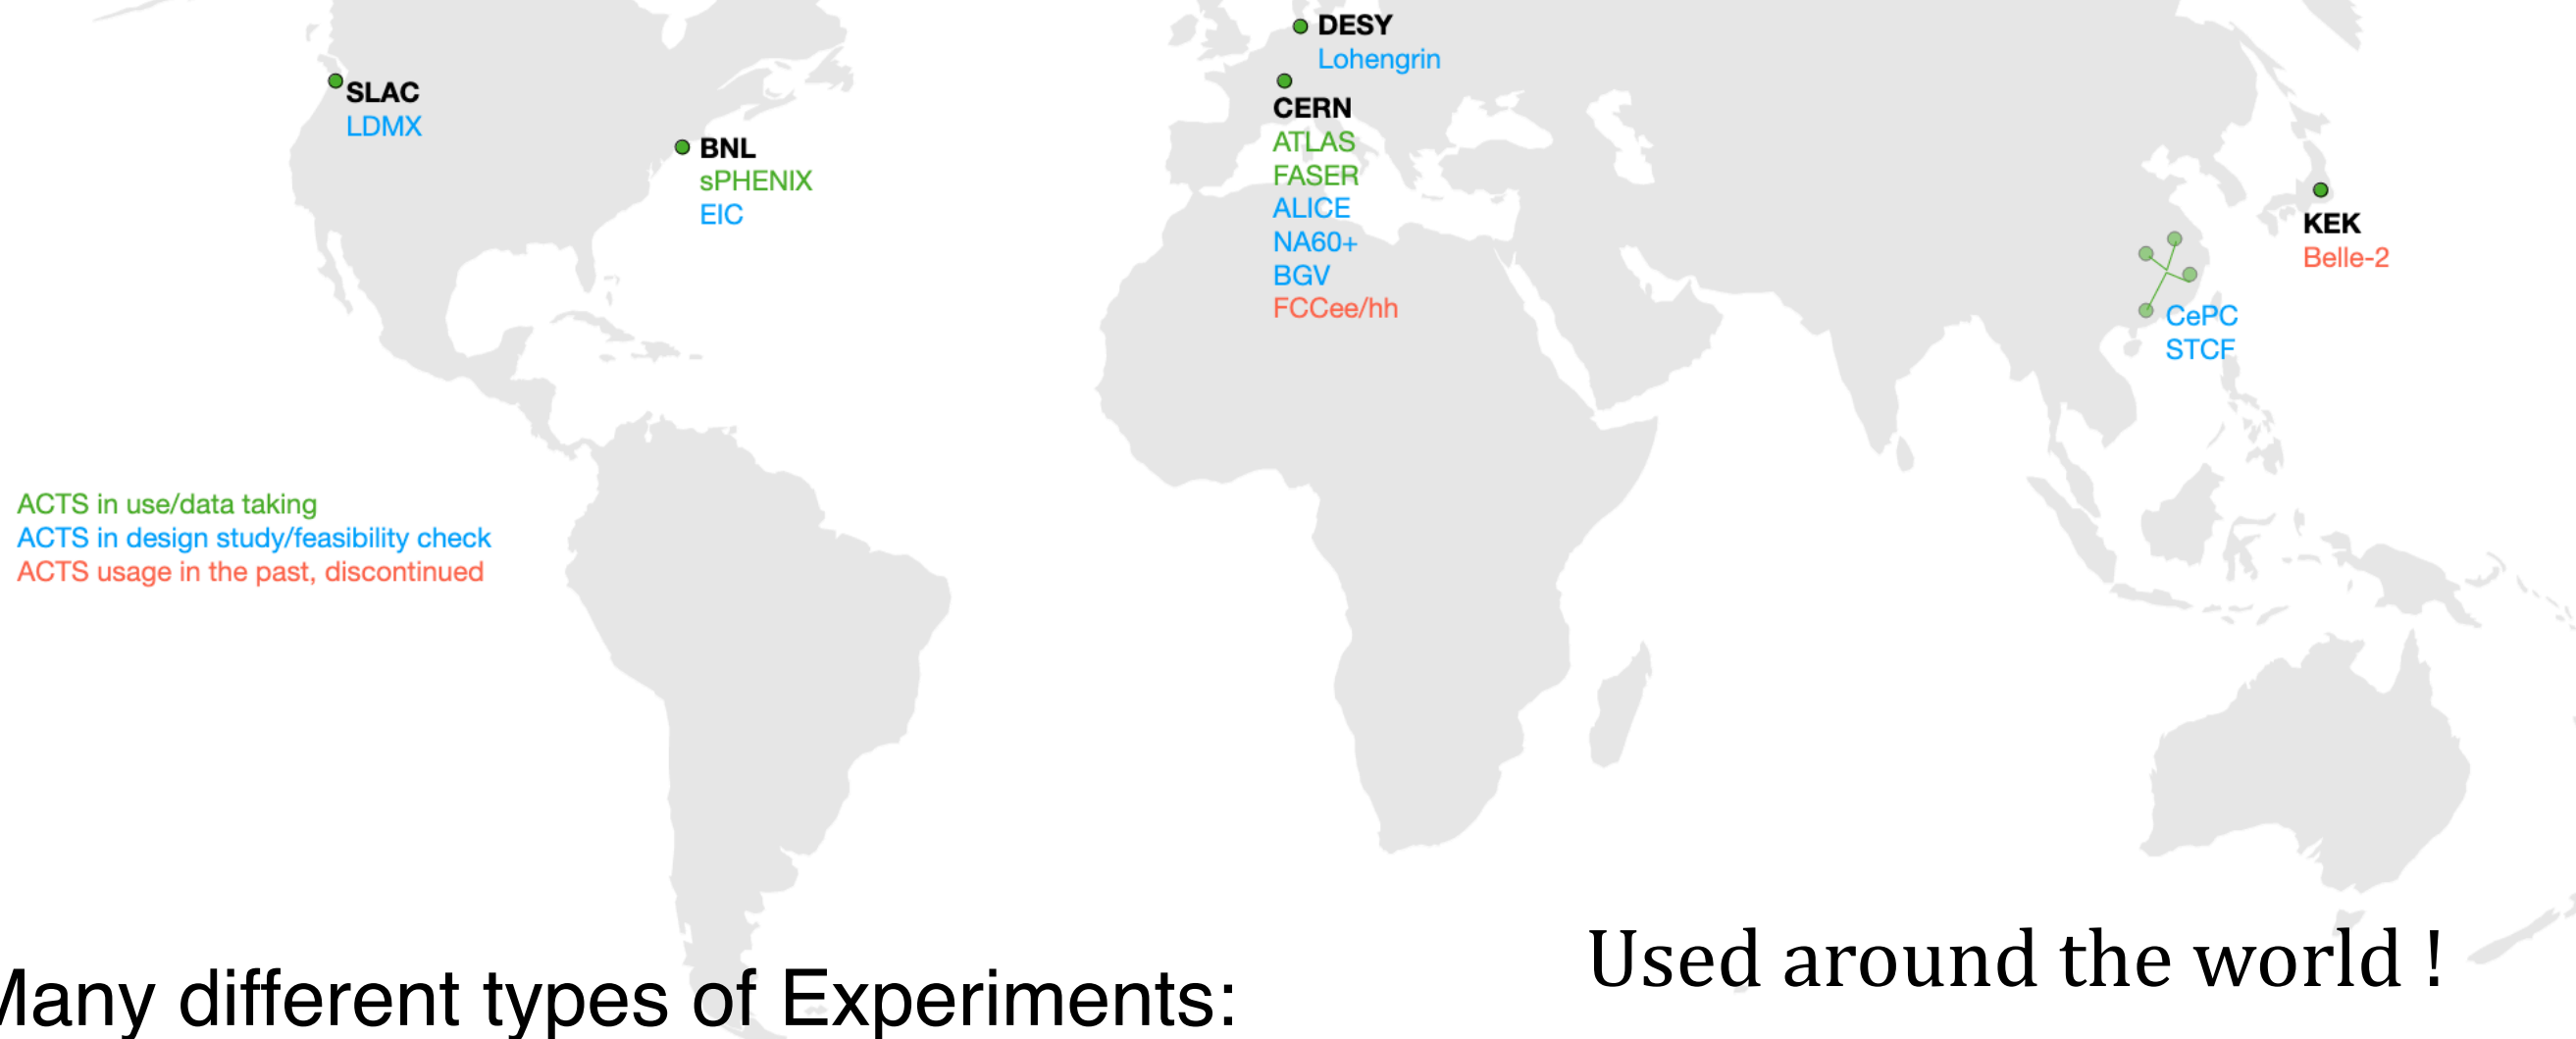 DESY
Lohengrin
SLAC
LDMX
CERN
ATLAS
FASER
ALICE
NA60+
BGV
FCCee/hh
BNL
sPHENIX
EIC
KEK
Belle-2
CePC
STCF
ACTS in use/data taking
ACTS in design study/feasibility check
ACTS usage in the past, discontinued
Used around the world !
Many different types of Experiments: